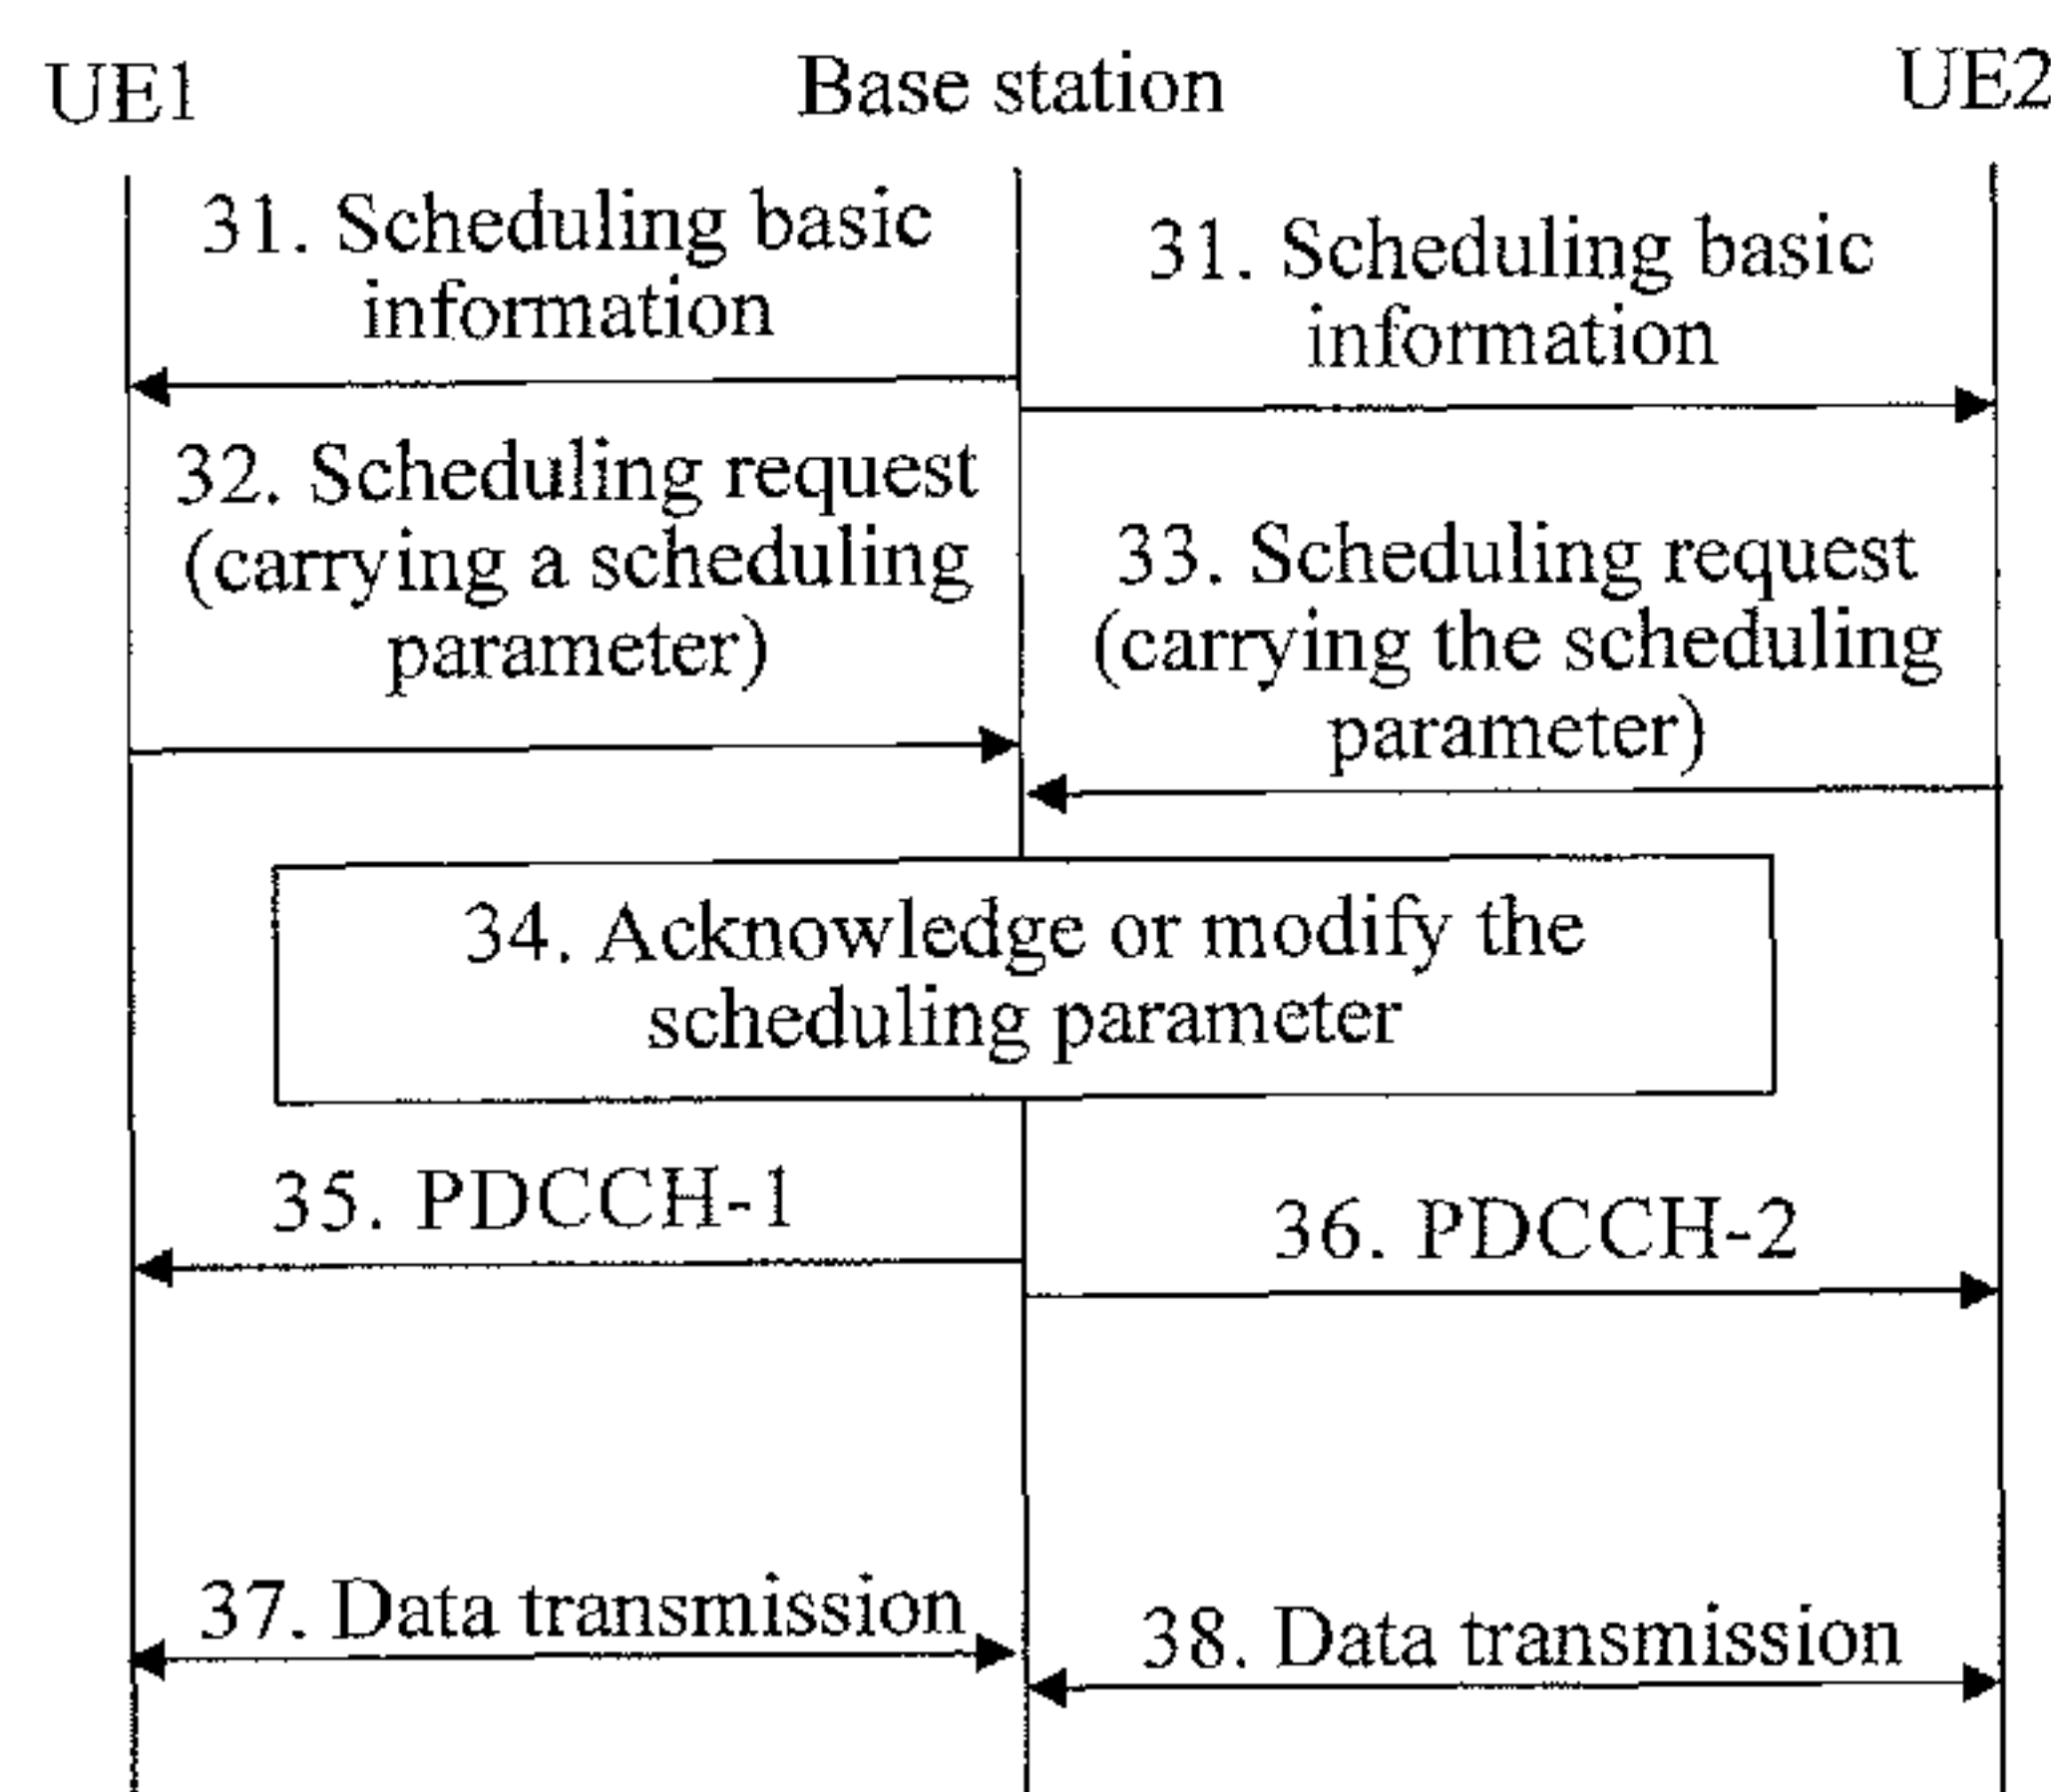 UE1
Base station
UE2
31. Scheduling basic
information
31. Scheduling basic
information
32. Scheduling request
(carrying a scheduling
parameter)
33. Scheduling request
(carrying the scheduling
parameter)
34. Acknowledge or modify the
scheduling parameter
35. PDCCH-1
36. PDCCH-2
37. Data transmission
38. Data transmission